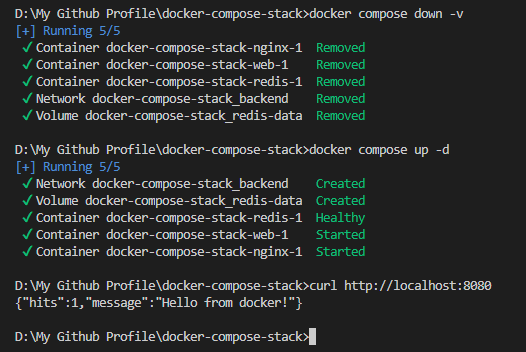 D:\My Github Profile\docker-compose-stack>docker compose down -v
[+] Running 5/5
✔ Container docker-compose-stack-nginx-1  Removed
✔ Container docker-compose-stack-web-1    Removed
✔ Container docker-compose-stack-redis-1  Removed
✔ Network docker-compose-stack_backend    Removed
✔ Volume docker-compose-stack_redis-data  Removed
D:\My Github Profile\docker-compose-stack>docker compose up -d
[+] Running 5/5
✔ Network docker-compose-stack_backend    Created
✔ Volume docker-compose-stack_redis-data  Created
✔ Container docker-compose-stack-redis-1  Healthy
✔ Container docker-compose-stack-web-1    Started
✔ Container docker-compose-stack-nginx-1  Started
D:\My Github Profile\docker-compose-stack>curl http://localhost:8080
{"hits":1,"message":"Hello from docker!"}
D:\My Github Profile\docker-compose-stack>